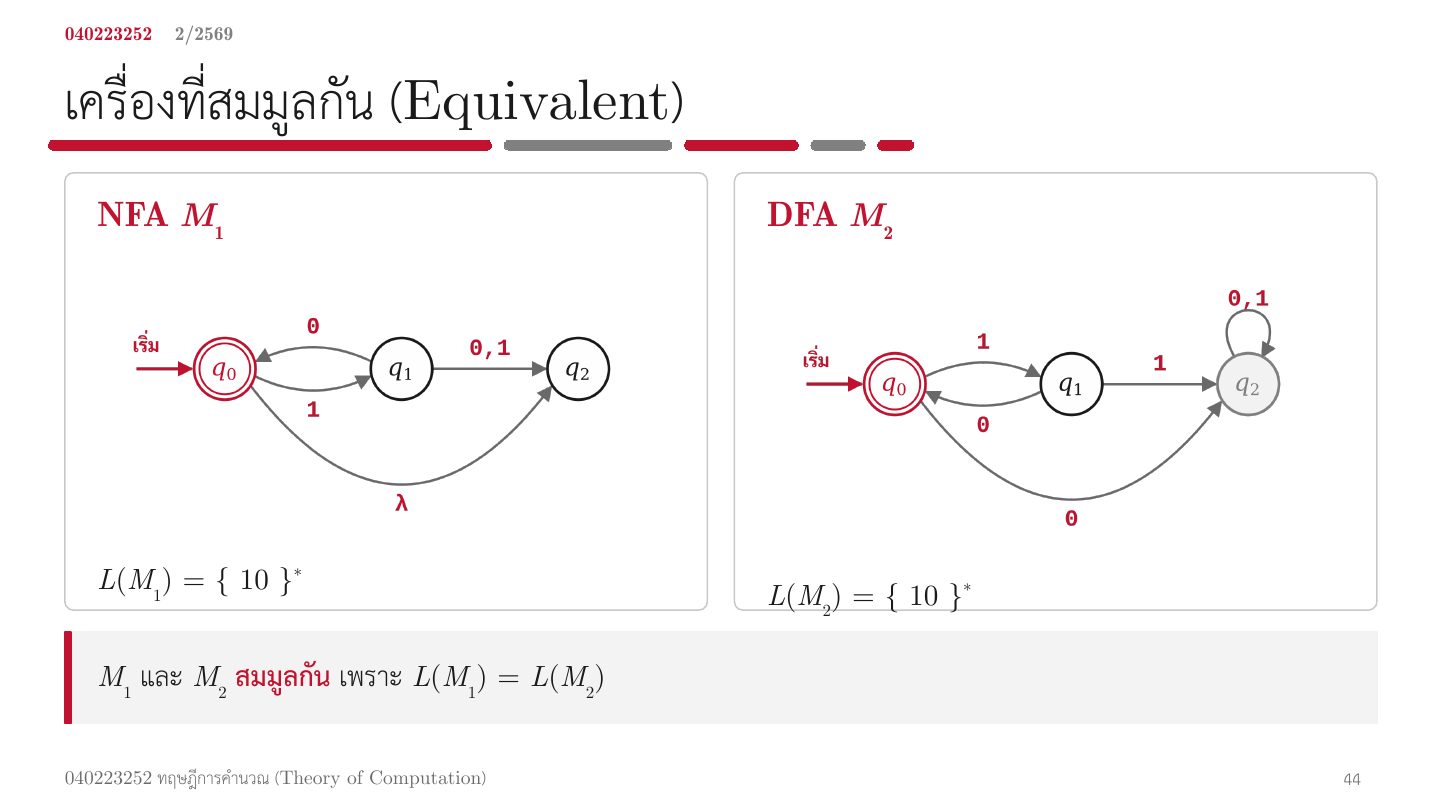 040223252 2/2569
เครื่องที่สมมูลกัน (Equivalent)
NFA M1
เริ่ม
q0
0
1
q1
0,1
q2
λ
L(M1) = { 10 }*
DFA M2
เริ่ม
q0
1
0
q1
1
0,1
q2
0
L(M2) = { 10 }*
M1 และ M2 สมมูลกัน เพราะ L(M1) = L(M2)
040223252 ทฤษฎีการคำนวณ (Theory of Computation)
44